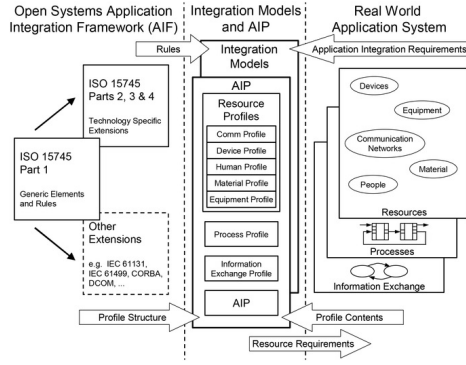 Open Systems Application
Integration Framework (AIF)
Integration Models
and AIP
Real World
Application System
Rules
Application Integration Requirements
Integration
Models
ISO 15745
Parts 2, 3 & 4
Technology Specific
Extensions
ISO 15745
Part 1
Generic Elements
and Rules
Other
Extensions
e.g. IEC 61131,
IEC 61499, CORBA,
DCOM, ...
AIP
Resource
Profiles
Comm Profile
Device Profile
Human Profile
Material Profile
Equipment Profile
Process Profile
Information
Exchange Profile
AIP
Devices
Equipment
Communication
Networks
Material
People
Resources
Processes
Information Exchange
Profile Structure
Profile Contents
Resource Requirements